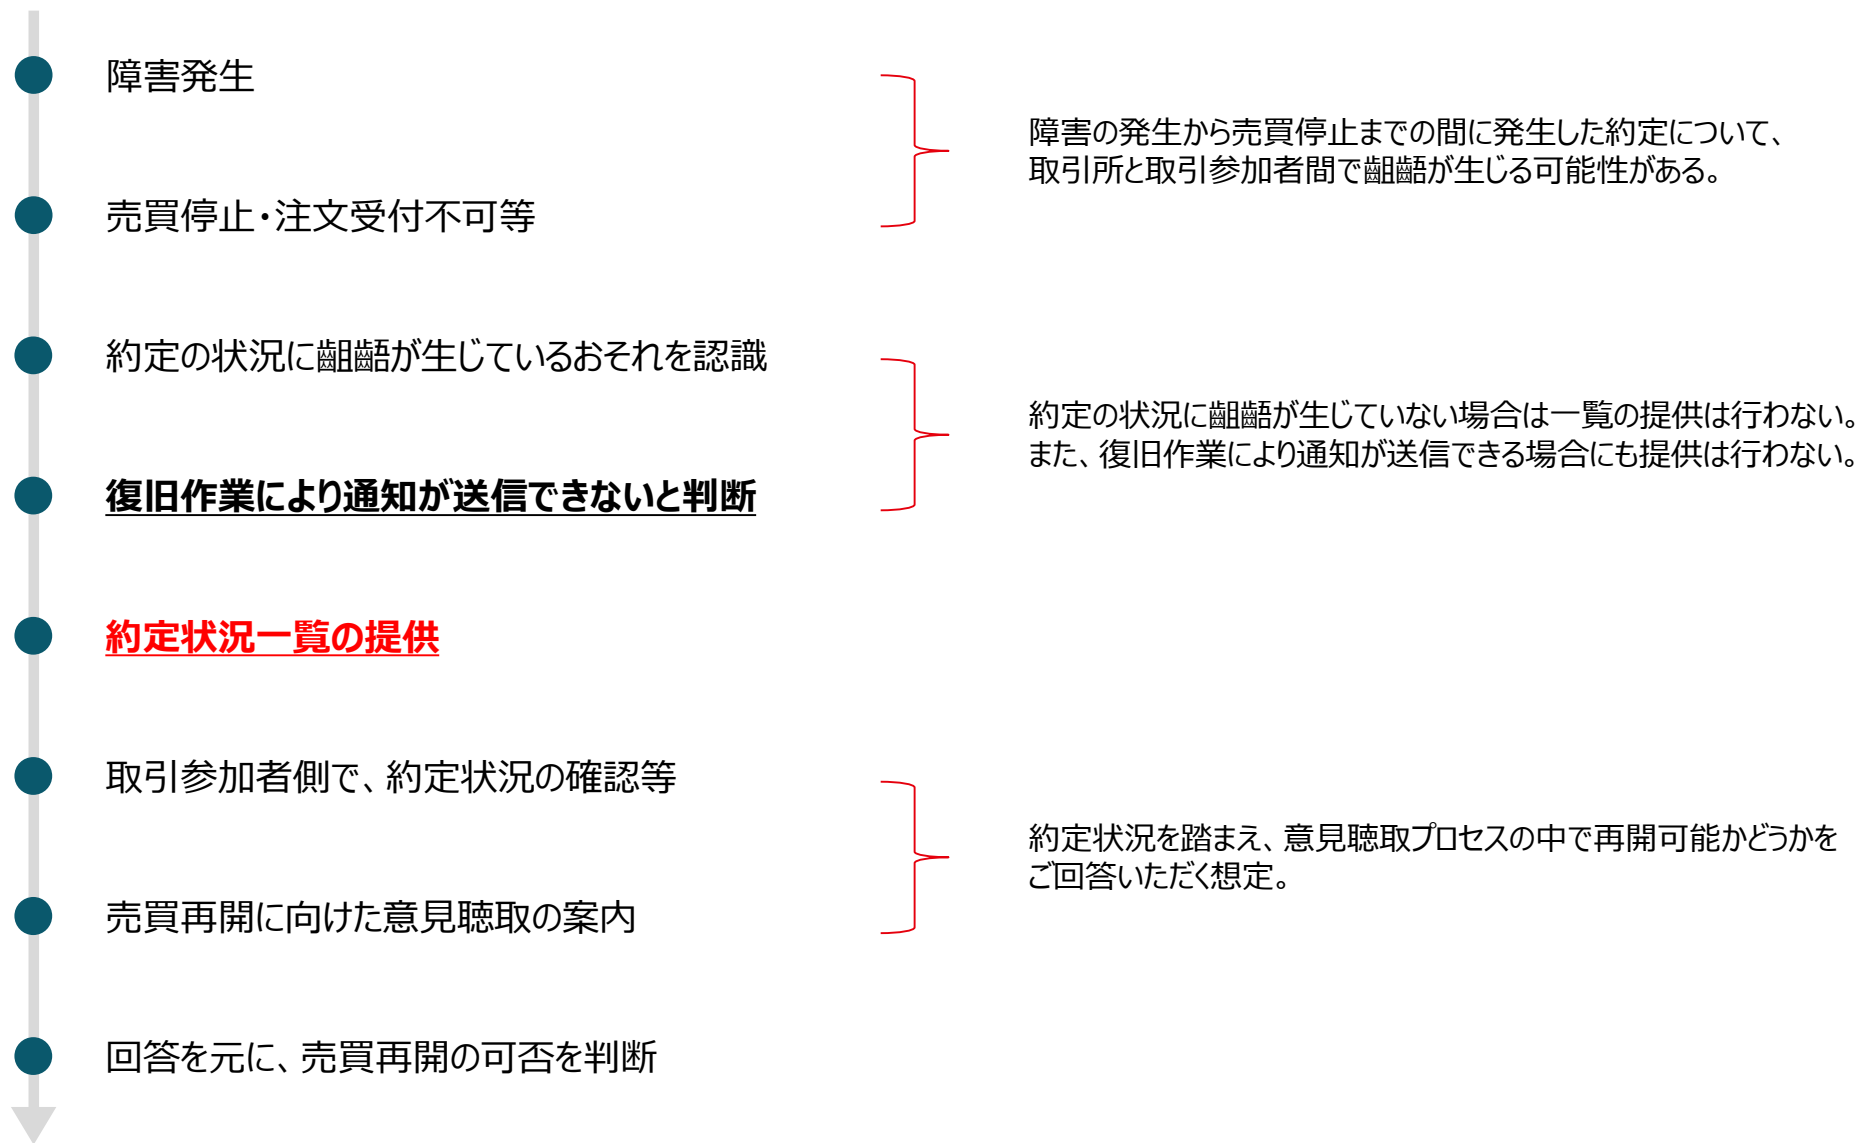 障害発生
障害の発生から売買停止までの間に発生した約定について、
取引所と取引参加者間で齟齬が生じる可能性がある。
売買停止・注文受付不可等
約定の状況に齟齬が生じているおそれを認識
約定の状況に齟齬が生じていない場合は一覧の提供は行わない。
また、復旧作業により通知が送信できる場合にも提供は行わない。
復旧作業により通知が送信できないと判断
約定状況一覧の提供
取引参加者側で、約定状況の確認等
約定状況を踏まえ、意見聴取プロセスの中で再開可能かどうかを
ご回答いただく想定。
売買再開に向けた意見聴取の案内
回答を元に、売買再開の可否を判断